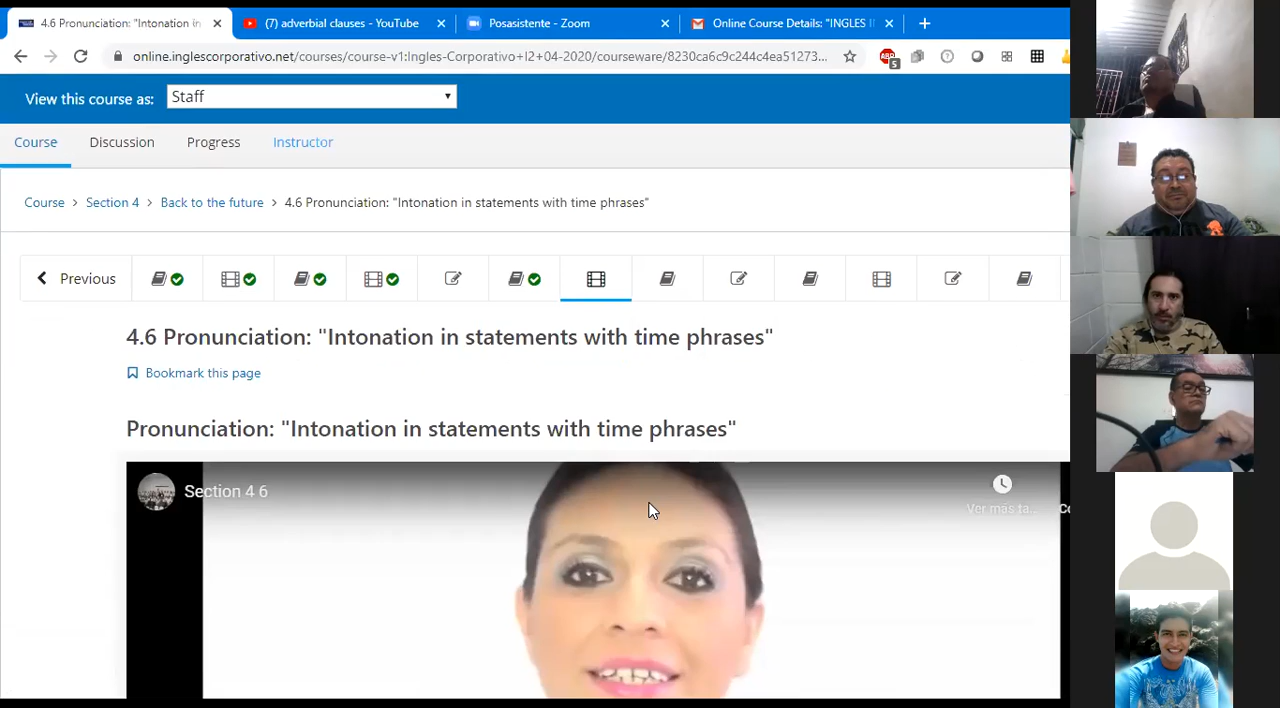 4.6 Pronunciation: "Intonation in
(7) adverbial clauses - YouTube
Posasistente - Zoom
Online Course Details: "INGLES I
online.inglescorporativo.net/courses/course-v1:Ingles-Corporativo+I2+04-2020/courseware/8230ca6c9c244c4ea51273...
5
View this course as: Staff
Course Discussion Progress Instructor
Course > Section 4 > Back to the future > 4.6 Pronunciation: "Intonation in statements with time phrases"
Previous
4.6 Pronunciation: "Intonation in statements with time phrases"
Bookmark this page
Pronunciation: "Intonation in statements with time phrases"
Section 4 6
Ver más ta...